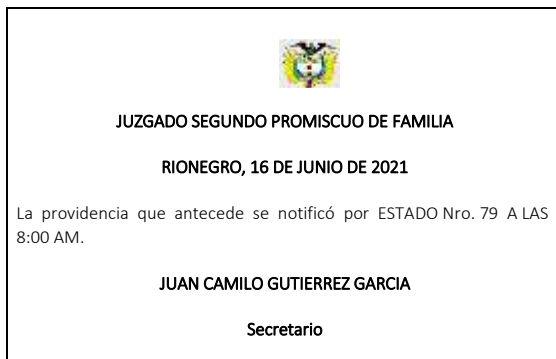 JUZGADO SEGUNDO PROMISCUO DE FAMILIA
RIONEGRO, 16 DE JUNIO DE 2021
La providencia que antecede se notificó por ESTADO Nro. 79 A LAS
8:00 AM.
JUAN CAMILO GUTIERREZ GARCIA
Secretario